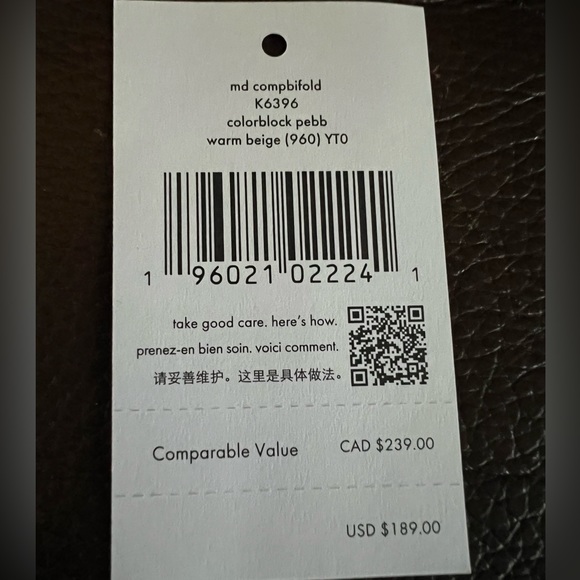 md compbifold
K6396
colorblock pebb
warm beige (960) YT0
1 96021 02224 1
take good care. here's how.
prenez-en bien soin. voici comment.
请妥善维护。这里是具体做法。
Comparable Value CAD $239.00
USD $189.00